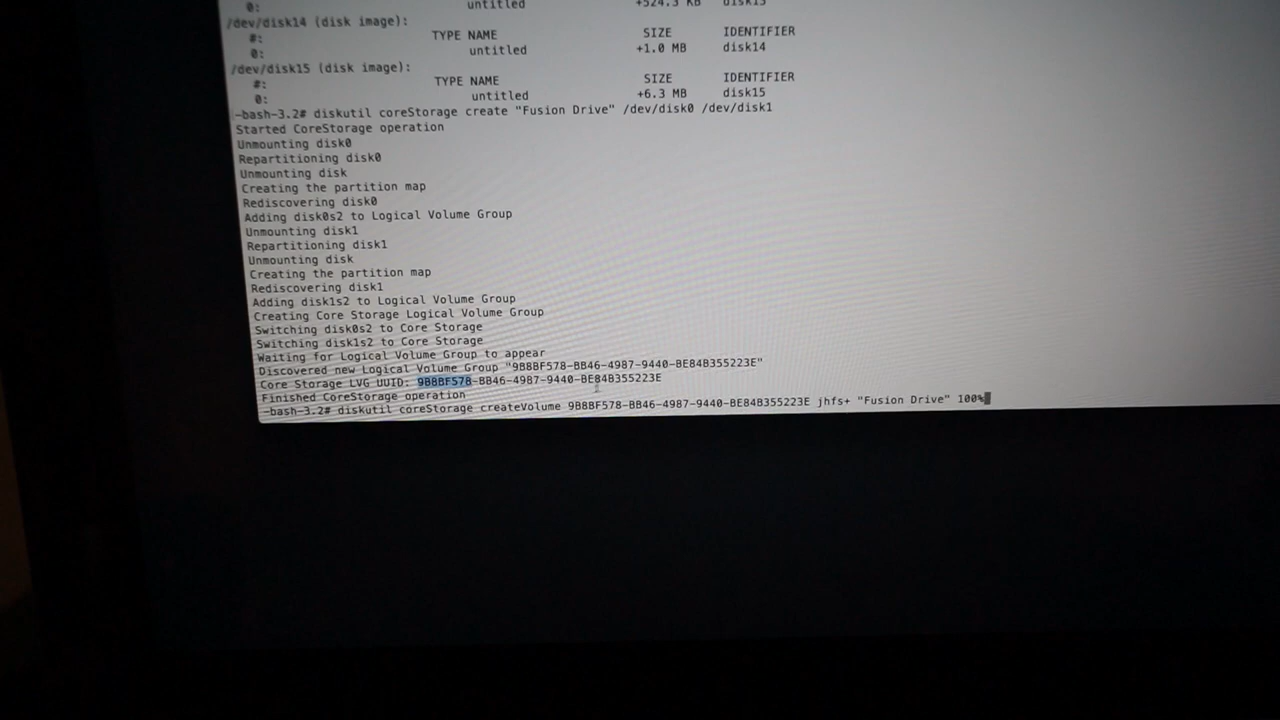 0: untitled +524.3 KB disk13
/dev/disk14 (disk image):
#: TYPE NAME SIZE IDENTIFIER
0: untitled +1.0 MB disk14
/dev/disk15 (disk image):
#: TYPE NAME SIZE IDENTIFIER
0: untitled +6.3 MB disk15
-bash-3.2# diskutil coreStorage create "Fusion Drive" /dev/disk0 /dev/disk1
Started CoreStorage operation
Unmounting disk0
Repartitioning disk0
Unmounting disk
Creating the partition map
Rediscovering disk0
Adding disk0s2 to Logical Volume Group
Unmounting disk1
Repartitioning disk1
Unmounting disk
Creating the partition map
Rediscovering disk1
Adding disk1s2 to Logical Volume Group
Creating Core Storage Logical Volume Group
Switching disk0s2 to Core Storage
Switching disk1s2 to Core Storage
Waiting for Logical Volume Group to appear
Discovered new Logical Volume Group "9B8BF578-BB46-4987-9440-BE84B355223E"
Core Storage LVG UUID: 9B8BF578-BB46-4987-9440-BE84B355223E
Finished CoreStorage operation
-bash-3.2# diskutil coreStorage createVolume 9B8BF578-BB46-4987-9440-BE84B355223E jhfs+ "Fusion Drive" 100%